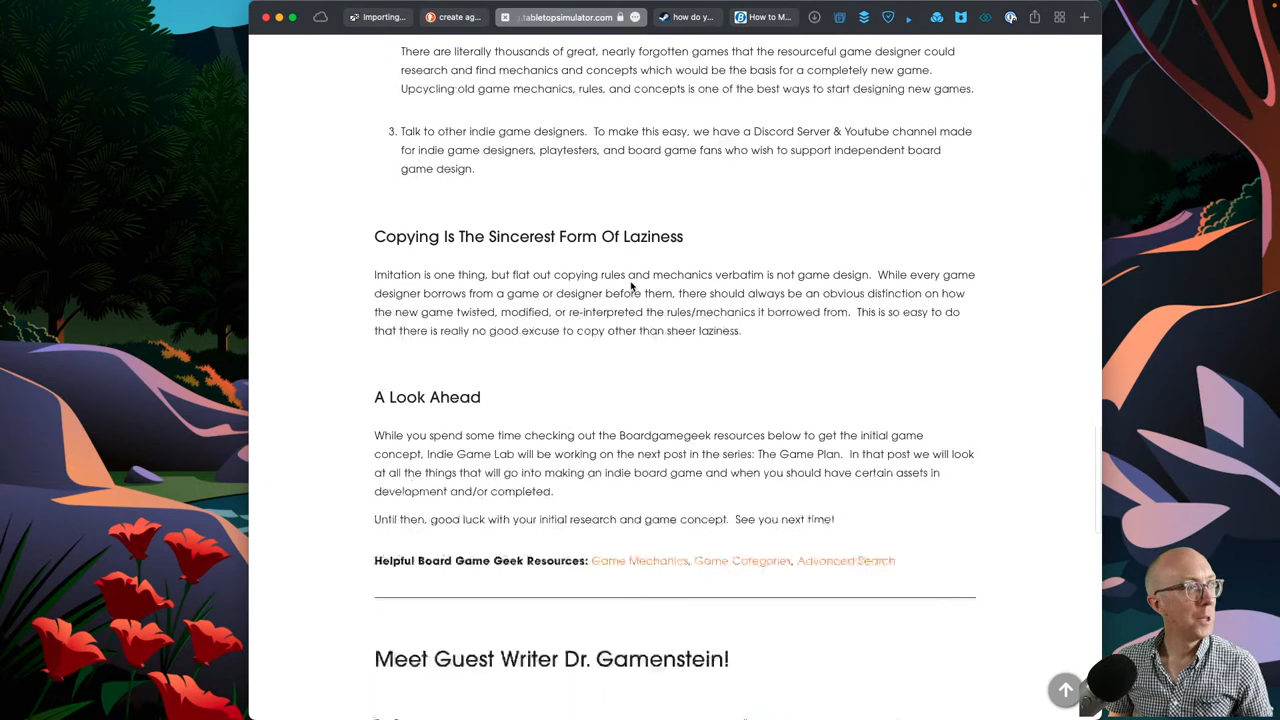 Importing...
create ag...
tabletopsimulator.com
how do y...
How to M...
There are literally thousands of great, nearly forgotten games that the resourceful game designer could
research and find mechanics and concepts which would be the basis for a completely new game.
Upcycling old game mechanics, rules, and concepts is one of the best ways to start designing new games.
3. Talk to other indie game designers. To make this easy, we have a Discord Server & Youtube channel made
for indie game designers, playtesters, and board game fans who wish to support independent board
game design.
Copying Is The Sincerest Form Of Laziness
Imitation is one thing, but flat out copying rules and mechanics verbatim is not game design. While every game
designer borrows from a game or designer before them, there should always be an obvious distinction on how
the new game twisted, modified, or re-interpreted the rules/mechanics it borrowed from. This is so easy to do
that there is really no good excuse to copy other than sheer laziness.
A Look Ahead
While you spend some time checking out the Boardgamegeek resources below to get the initial game
concept, Indie Game Lab will be working on the next post in the series: The Game Plan. In that post we will look
at all the things that will go into making an indie board game and when you should have certain assets in
development and/or completed.
Until then, good luck with your initial research and game concept. See you next time!
Helpful Board Game Geek Resources: Game Mechanics, Game Categories, Advanced Search
Meet Guest Writer Dr. Gamenstein!